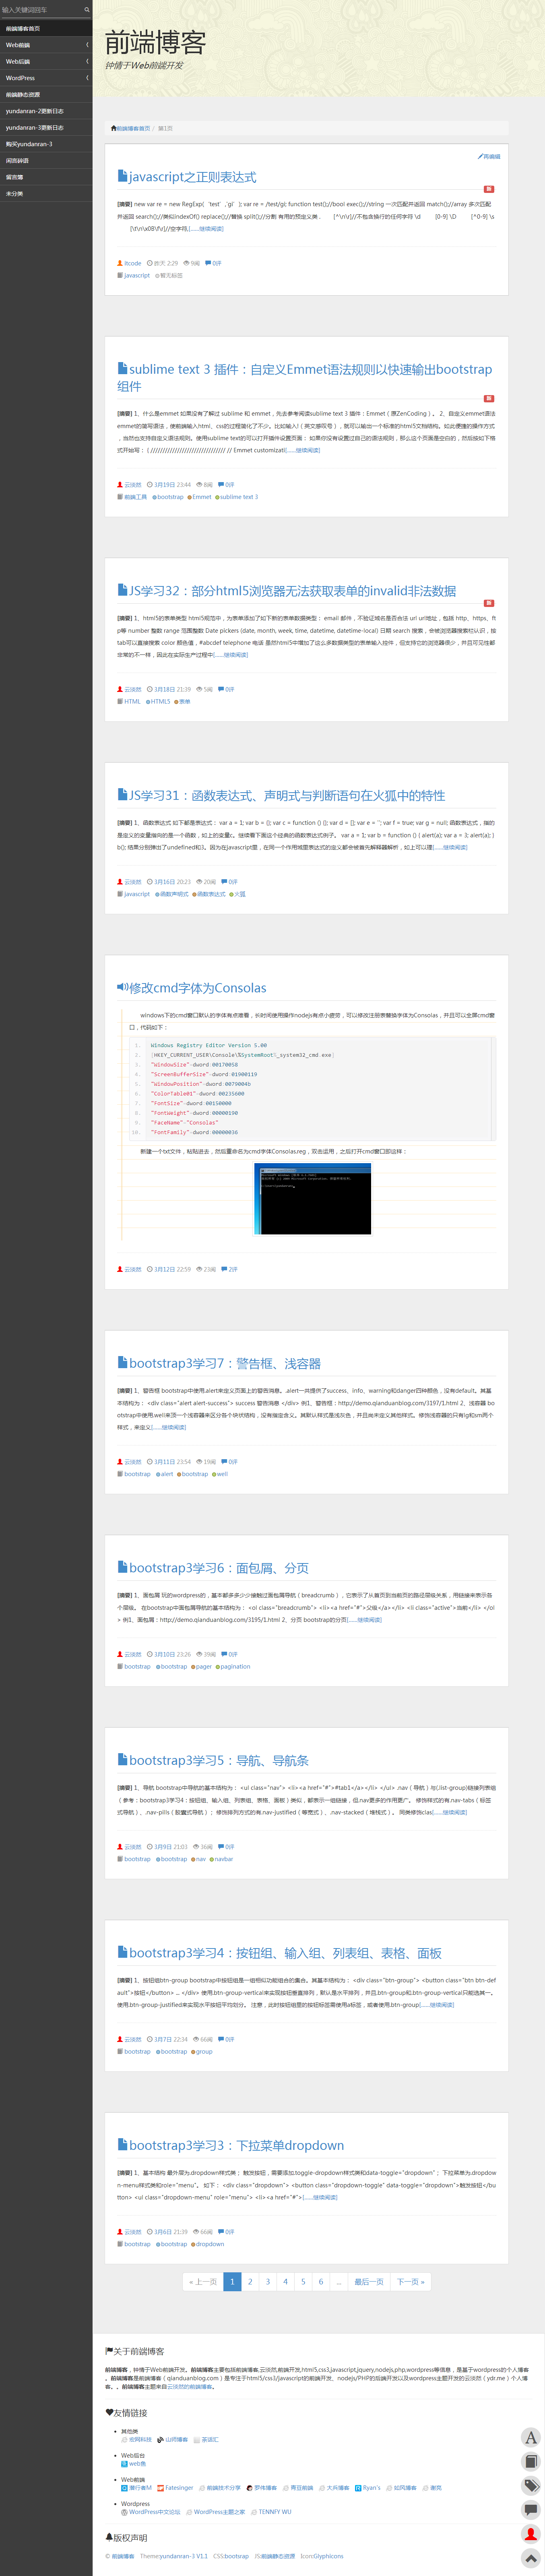 输入关键词回车
前端博客首页
Web前端
Web后端
WordPress
前端静态资源
yundanran-2更新日志
yundanran-3更新日志
购买yundanran-3
闲言碎语
留言簿
未分类
前端博客
钟情于Web前端开发
前端博客首页 / 第1页
再编辑
javascript之正则表达式
[摘要] new var re = new RegExp(‘test’,‘gi’); var re = /test/gi; function test();//bool exec();//string 一次匹配并返回 match();//array 多次匹配
并返回 search();//类似indexOf() replace();//替换 split();//分割 有用的预定义类 . [^\n\r]//不包含换行的任何字符 \d [0-9] \D [^0-9] \s
[\t\n\x0Bf\r]//空字符,[......继续阅读]
ltcode 昨天 2:29 9阅 0评
javascript 暂无标签
sublime text 3 插件：自定义Emmet语法规则以快速输出bootstrap
组件
[摘要] 1、什么是emmet 如果没有了解过 sublime 和 emmet，先去参考阅读sublime text 3 插件：Emmet（原ZenCoding）。 2、自定义emmet语法
emmet的简写语法，使前端输入html、css的过程简化了不少。比如输入!（英文感叹号），就可以输出一个标准的html5文档结构。如此便捷的操作方式
，当然也支持自定义语法规则。使用sublime text的可以打开插件设置页面： 如果你没有设置过自己的语法规则，那么这个页面是空白的，然后按如下格
式开始写： { /////////////////////////////// // Emmet customizati[......继续阅读]
云淡然 3月19日 23:44 8阅 0评
前端工具 bootstrap Emmet sublime text 3
JS学习32：部分html5浏览器无法获取表单的invalid非法数据
[摘要] 1、html5的表单类型 html5规范中，为表单添加了如下新的表单数据类型： email 邮件，不验证域名是否合法 url url地址，包括 http、https、ft
p等 number 整数 range 范围整数 Date pickers (date, month, week, time, datetime, datetime-local) 日期 search 搜索，会被浏览器搜索栏认识，按
tab可以直接搜索 color 颜色值，#abcdef telephone 电话 虽然html5中增加了这么多数据类型的表单输入控件，但支持它的浏览器很少，并且可见性都
非常的不一样，因此在实际生产过程中[......继续阅读]
云淡然 3月18日 21:39 5阅 0评
HTML HTML5 表单
JS学习31：函数表达式、声明式与判断语句在火狐中的特性
[摘要] 1、函数表达式 如下都是表达式： var a = 1; var b = {}; var c = function () {}; var d = []; var e = ''; var f = true; var g = null; 函数表达式，指的
是定义的变量指向的是一个函数，如上的变量c。继续看下面这个经典的函数表达式例子。 var a = 1; var b = function () { alert(a); var a = 3; alert(a); }
b(); 结果分别弹出了undefined和3。因为在javascript里，在同一个作用域里表达式的定义都会被首先解释器解析，如上可以理[......继续阅读]
云淡然 3月16日 20:23 20阅 0评
javascript 函数声明式 函数表达式 火狐
修改cmd字体为Consolas
windows下的cmd窗口默认的字体有点难看，长时间使用操作nodejs有点小疲劳，可以修改注册表替换字体为Consolas，并且可以全屏cmd窗
口，代码如下：
1. Windows Registry Editor Version 5.00
2. [HKEY_CURRENT_USER\Console\%SystemRoot%_system32_cmd.exe]
3. "WindowSize"=dword:00170058
4. "ScreenBufferSize"=dword:01900119
5. "WindowPosition"=dword:0079004b
6. "ColorTable01"=dword:00235600
7. "FontSize"=dword:00150000
8. "FontWeight"=dword:00000190
9. "FaceName"="Consolas"
10. "FontFamily"=dword:00000036
新建一个txt文件，粘贴进去，然后重命名为cmd字体Consolas.reg，双击运用，之后打开cmd窗口即这样：
云淡然 3月12日 22:59 23阅 2评
bootstrap3学习7：警告框、浅容器
[摘要] 1、警告框 bootstrap中使用.alert来定义页面上的警告消息。.alert一共提供了success、info、warning和danger四种颜色，没有default。其基
本结构为： <div class="alert alert-success"> success 警告消息 </div> 例1、警告框：http://demo.qianduanblog.com/3197/1.html 2、浅容器 bo
otstrap中使用.well来顶一个浅容器来区分各个块状结构，没有指定含义。其默认样式是浅灰色，并且尚未定义其他样式。修饰浅容器的只有lg和sm两个
样式，来定义[......继续阅读]
云淡然 3月11日 23:54 19阅 0评
bootstrap alert bootstrap well
bootstrap3学习6：面包屑、分页
[摘要] 1、面包屑 玩的wordpress的，基本都多多少少接触过面包屑导航（breadcrumb），它表示了从首页到当前页的路径层级关系，用链接来表示各
个层级。 在bootstrap中面包屑导航的基本结构为： <ol class="breadcrumb"> <li><a href="#">父级</a></li> <li class="active">当前</li> </ol
> 例1、面包屑：http://demo.qianduanblog.com/3195/1.html 2、分页 bootstrap的分页[......继续阅读]
云淡然 3月10日 23:26 39阅 0评
bootstrap bootstrap pager pagination
bootstrap3学习5：导航、导航条
[摘要] 1、导航 bootstrap中导航的基本结构为： <ul class="nav"> <li><a href="#">#tab1</a></li> </ul> .nav（导航）与(.list-group)链接列表组
（参考：bootstrap3学习4：按钮组、输入组、列表组、表格、面板）类似，都表示一组链接，但.nav更多的作用更广。 修饰样式的有.nav-tabs（标签
式导航），.nav-pills（胶囊式导航）； 修饰排列方式的有.nav-justified（等宽式）、.nav-stacked（堆栈式）。 同类修饰clas[......继续阅读]
云淡然 3月9日 21:03 36阅 0评
bootstrap bootstrap nav navbar
bootstrap3学习4：按钮组、输入组、列表组、表格、面板
[摘要] 1、按钮组btn-group bootstrap中按钮组是一组相似功能组合的集合。其基本结构为： <div class="btn-group"> <button class="btn btn-def
ault">按钮</button> ... </div> 使用.btn-group-vertical来实现按钮垂直排列，默认是水平排列，并且.btn-group和.btn-group-vertical只能选其一。
使用.btn-group-justified来实现水平按钮平均划分。 注意，此时按钮组里的按钮标签需使用a标签，或者使用.btn-group[......继续阅读]
云淡然 3月7日 22:34 66阅 0评
bootstrap bootstrap group
bootstrap3学习3：下拉菜单dropdown
[摘要] 1、基本结构 最外层为.dropdown样式类； 触发按钮，需要添加.toggle-dropdown样式类和data-toggle="dropdown"； 下拉菜单为.dropdow
n-menu样式类和role="menu"。 如下： <div class="dropdown"> <button class="dropdown-toggle" data-toggle="dropdown">触发按钮</bu
tton> <ul class="dropdown-menu" role="menu"> <li><a href="#">[......继续阅读]
云淡然 3月6日 21:39 66阅 0评
bootstrap bootstrap dropdown
« 上一页 1 2 3 4 5 6 ... 最后一页 下一页 »
关于前端博客
前端博客，钟情于Web前端开发。前端博客主要包括前端博客,云淡然,前端开发,html5,css3,javascript,jquery,nodejs,php,wordpress等信息，是基于wordpress的个人博客
。前端博客是前端博客（qianduanblog.com）是专注于html5/css3/javascript的前端开发、nodejs/PHP的后端开发以及wordpress主题开发的云淡然（ydr.me）个人博
客。。前端博客主题来自云淡然的前端博客。
友情链接
其他类
皮网科技 山师博客 茶话汇
Web后台
web鱼
Web前端
潜行者M Fatesinger 前端技术分享 罗伟博客 青豆前端 大兵博客 Ryan's 如风博客 谢亮
Wordpress
WordPress中文论坛 WordPress主题之家 TENNFY WU
版权声明
© 前端博客 Theme:yundanran-3 V1.1 CSS:bootsrap JS:前端静态资源 Icon:Glyphicons